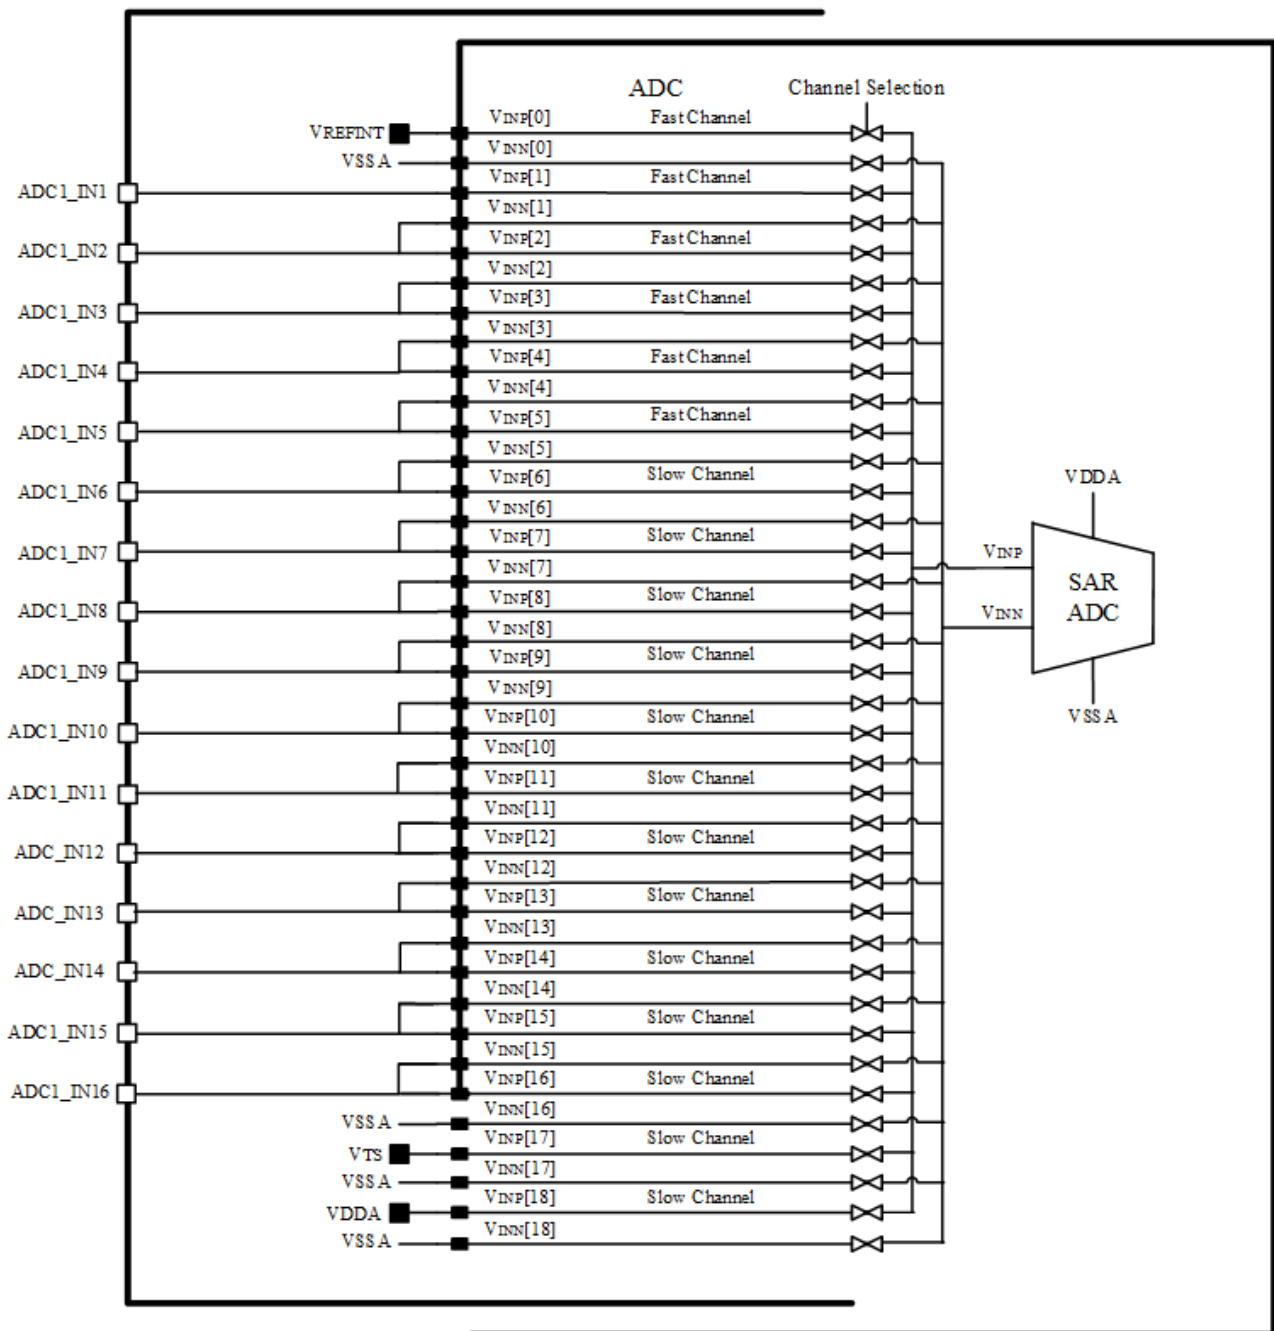 ADC Channel Selection
VINP[0] Fast Channel
VREFINT
VINN[0]
VSSA
VINP[1] Fast Channel
ADC1_IN1
VINN[1]
VINP[2] Fast Channel
ADC1_IN2
VINN[2]
VINP[3] Fast Channel
ADC1_IN3
VINN[3]
VINP[4] Fast Channel
ADC1_IN4
VINN[4]
VINP[5] Fast Channel
ADC1_IN5
VINN[5]
VINP[6] Slow Channel
VDDA
ADC1_IN6
VINN[6]
VINP[7] Slow Channel
ADC1_IN7
VINP
VINN[7]
SAR
VINP[8] Slow Channel
ADC1_IN8
VINN
ADC
VINN[8]
VINP[9] Slow Channel
ADC1_IN9
VINN[9]
VINP[10] Slow Channel
VSSA
ADC1_IN10
VINN[10]
VINP[11] Slow Channel
ADC1_IN11
VINN[11]
VINP[12] Slow Channel
ADC_IN12
VINN[12]
VINP[13] Slow Channel
ADC_IN13
VINN[13]
VINP[14] Slow Channel
ADC_IN14
VINN[14]
VINP[15] Slow Channel
ADC1_IN15
VINN[15]
VINP[16] Slow Channel
ADC1_IN16
VINN[16]
VSSA
VINP[17] Slow Channel
VTS
VINN[17]
VSSA
VINP[18] Slow Channel
VDDA
VINN[18]
VSSA